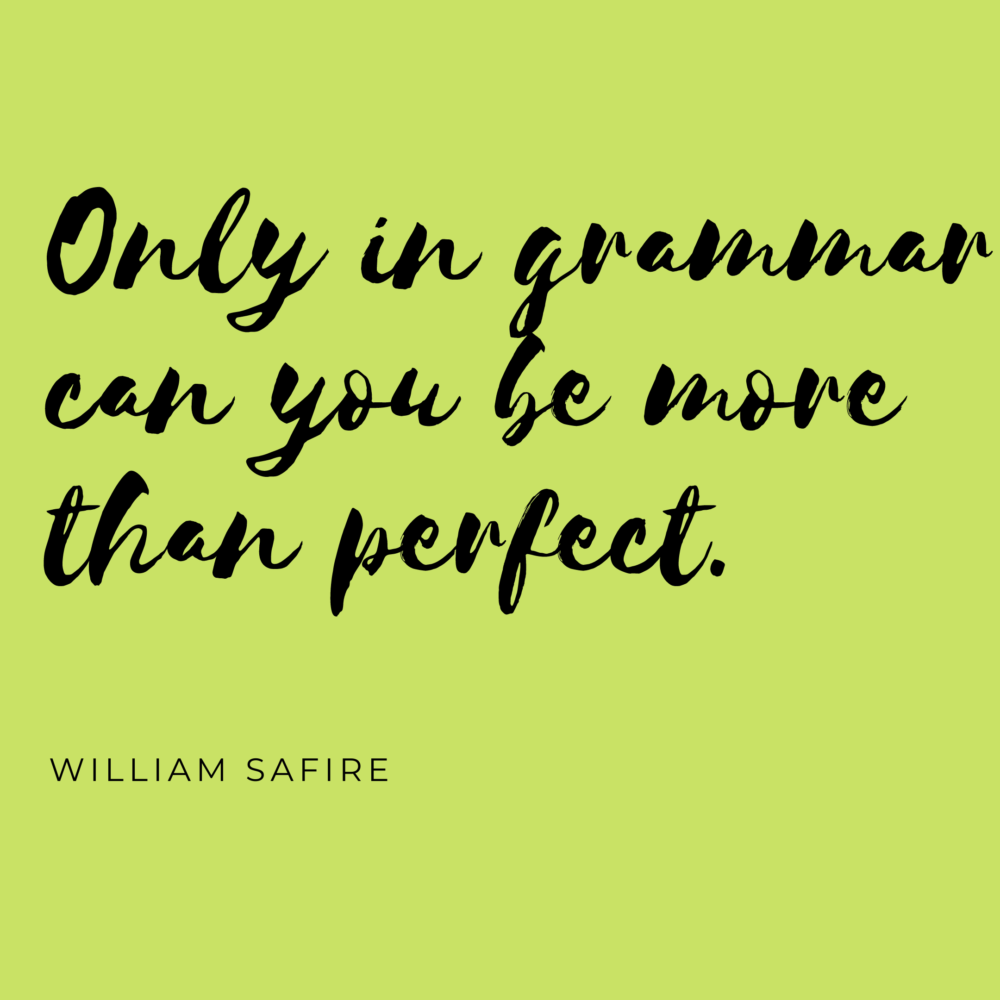 Only in grammar
can you be more
than perfect.
WILLIAM SAFIRE